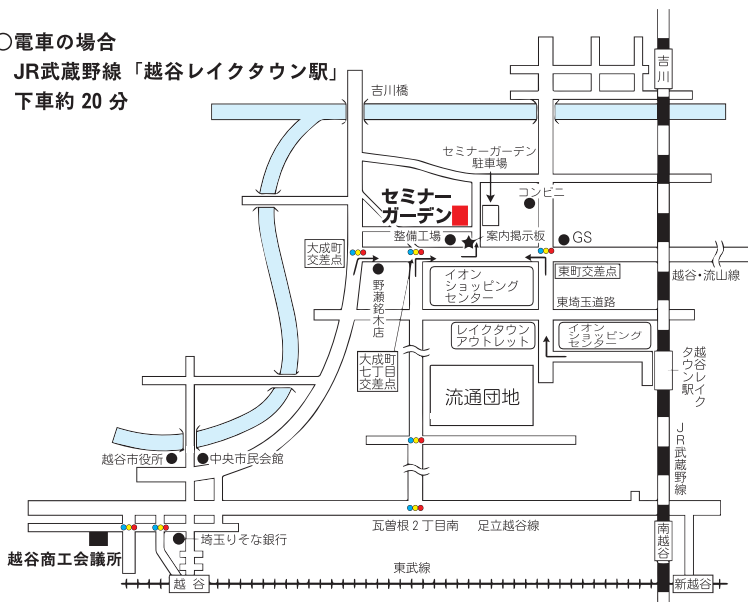 ○電車の場合
JR武蔵野線「越谷レイクタウン駅」
下車約 20 分
吉川橋
吉川
セミナーガーデン
駐車場
コンビニ
セミナー
ガーデン
整備工場
案内掲示板
GS
大成町
交差点
東町交差点
越谷・流山線
野瀬銘木店
イオン
ショッピング
センター
東埼玉道路
レイクタウン
アウトレット
イオン
ショッピング
センター
大成町
七丁目
交差点
越谷レイク
タウン駅
流通団地
JR武蔵野線
越谷市役所
中央市民会館
瓦曽根2丁目南
足立越谷線
南越谷
埼玉りそな銀行
越谷商工会議所
越谷
東武線
新越谷